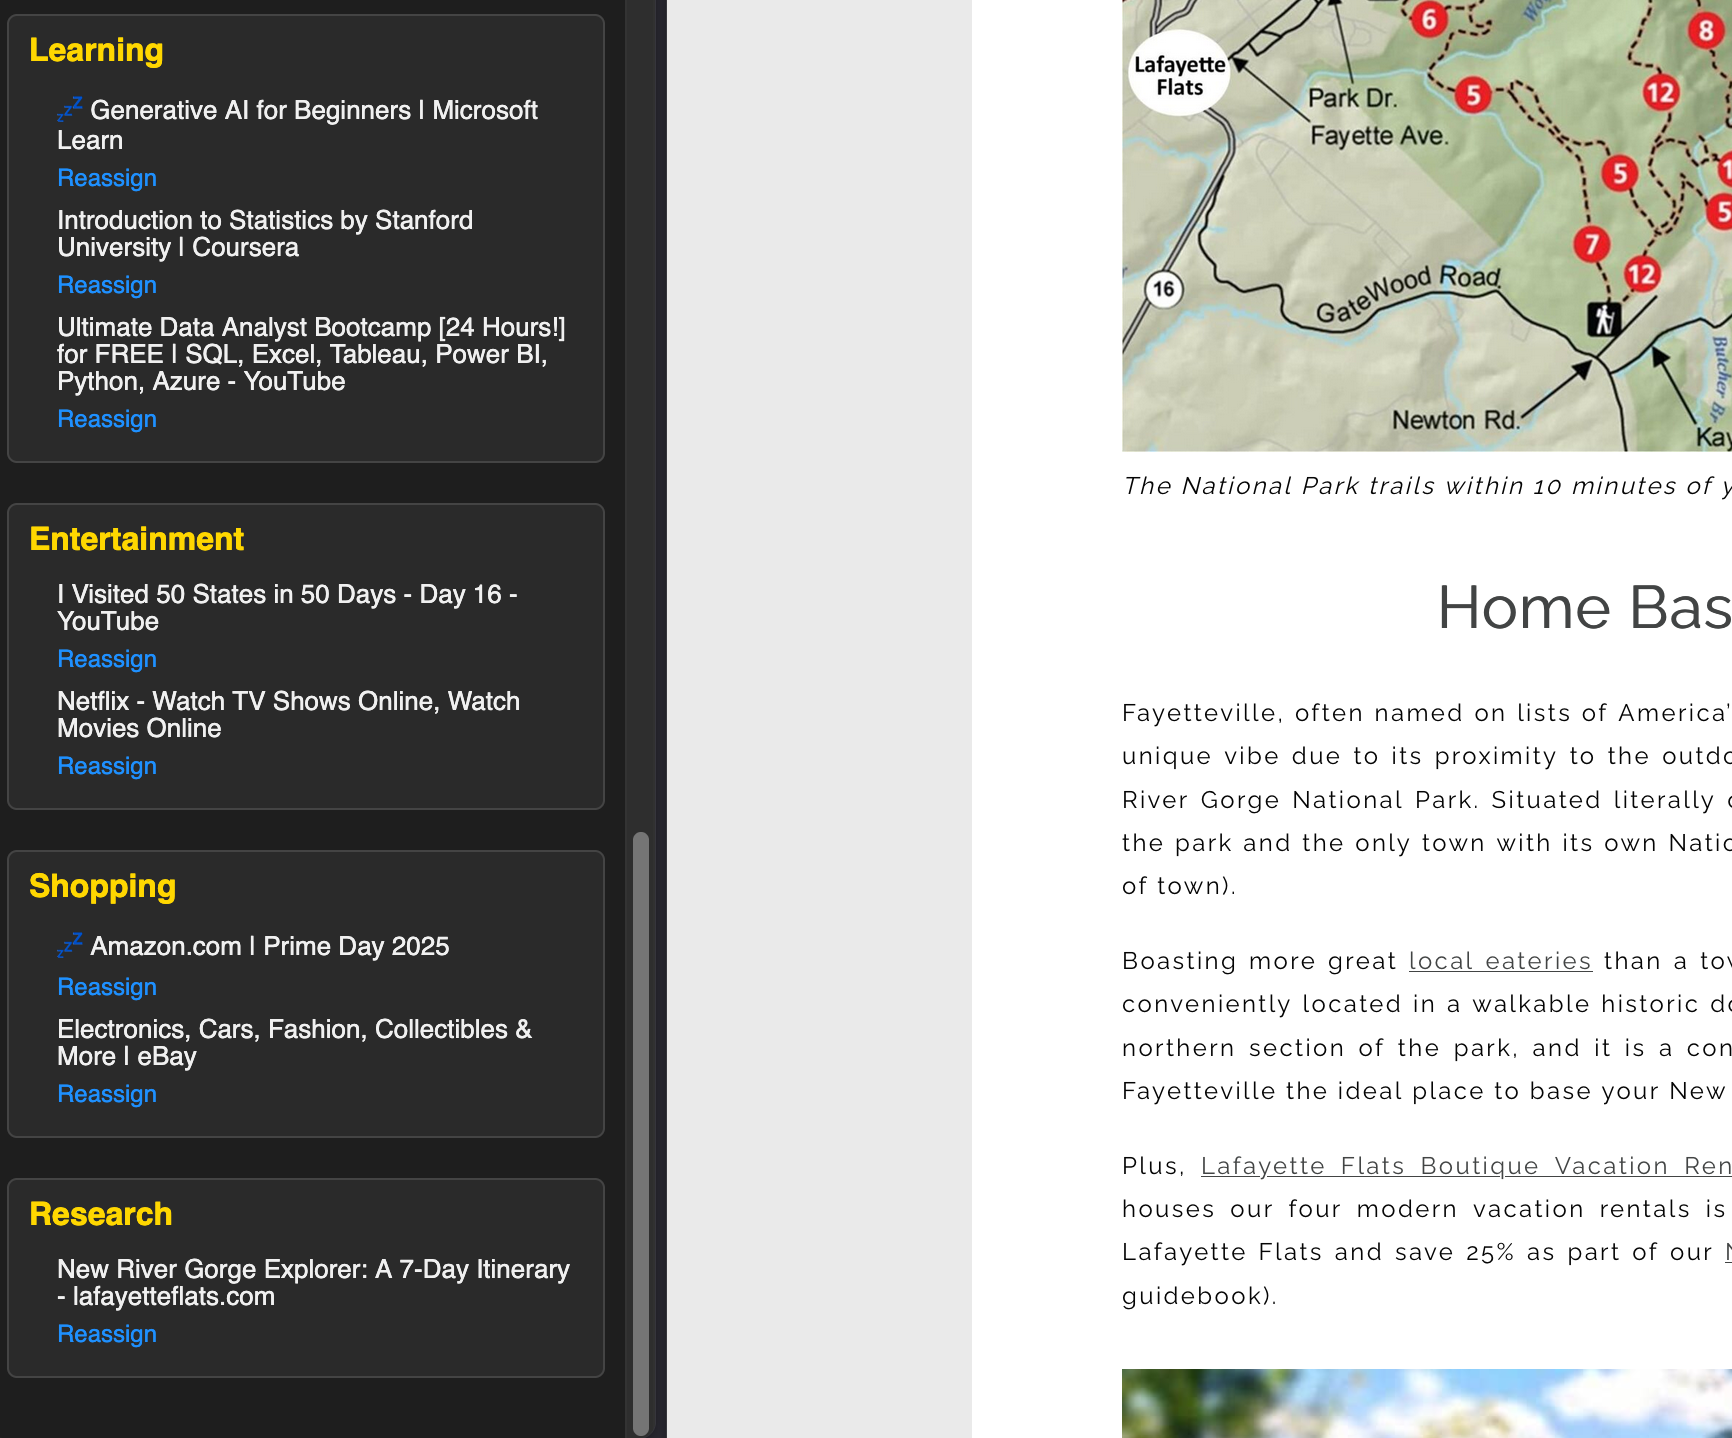 Learning
zzZ Generative AI for Beginners | Microsoft
Learn
Reassign
Introduction to Statistics by Stanford
University | Coursera
Reassign
Ultimate Data Analyst Bootcamp [24 Hours!]
for FREE | SQL, Excel, Tableau, Power BI,
Python, Azure - YouTube
Reassign
Entertainment
I Visited 50 States in 50 Days - Day 16 -
YouTube
Reassign
Netflix - Watch TV Shows Online, Watch
Movies Online
Reassign
Shopping
zzZ Amazon.com | Prime Day 2025
Reassign
Electronics, Cars, Fashion, Collectibles &
More | eBay
Reassign
Research
New River Gorge Explorer: A 7-Day Itinerary
- lafayetteflats.com
Reassign
6
8
Lafayette
Flats
Park Dr.
Fayette Ave.
5
12
5
5
7
12
16
GateWood Road
Newton Rd.
Butcher Br.
Kay
The National Park trails within 10 minutes of y
Home Bas
Fayetteville, often named on lists of America's
unique vibe due to its proximity to the outdo
River Gorge National Park. Situated literally
the park and the only town with its own Natio
of town).
Boasting more great local eateries than a tow
conveniently located in a walkable historic do
northern section of the park, and it is a con
Fayetteville the ideal place to base your New
Plus, Lafayette Flats Boutique Vacation Ren
houses our four modern vacation rentals is
Lafayette Flats and save 25% as part of our
guidebook).